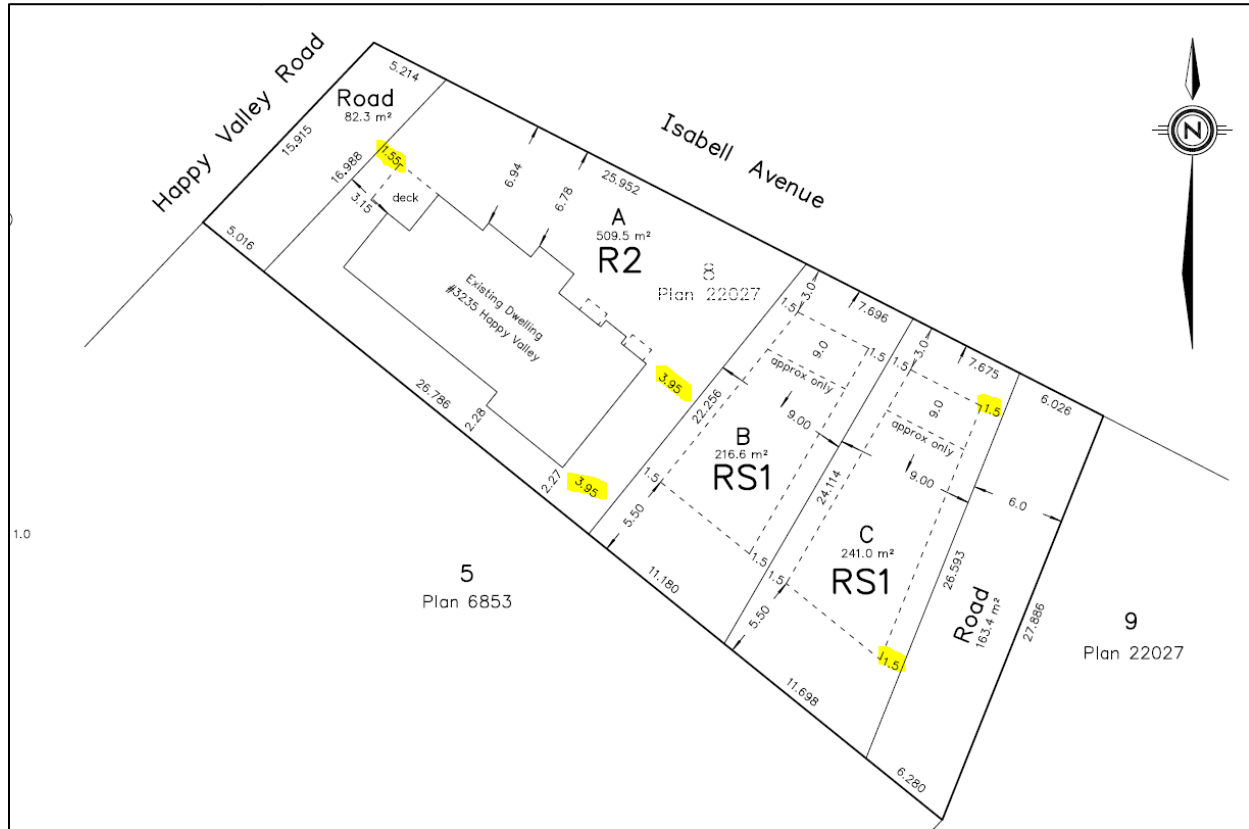 Happy Valley Road
Isabell Avenue
N
5.214
Road
82.3 m²
15.915
16.988
1.55
3.15
deck
5.016
6.94
6.78
25.952
A
509.5 m²
R2
8
Plan 22027
Existing Dwelling
#3235 Happy Valley
26.786
2.28
2.27
3.95
3.95
22.256
3.0
1.5
7.696
1.5
9.0
approx only
9.00
B
216.6 m²
RS1
1.5
5.50
1.5
11.180
3.0
1.5
7.675
1.5
9.0
approx only
9.00
24.114
C
241.0 m²
RS1
1.5
5.50
1.5
11.698
6.026
6.0
26.593
Road
163.4 m²
27.886
6.280
1.0
5
Plan 6853
9
Plan 22027